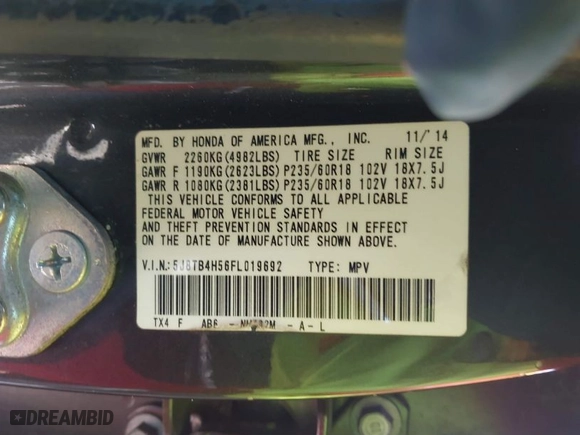 MFD. BY HONDA OF AMERICA MFG., INC. 11/'14
GVWR 2260KG(4982LBS) TIRE SIZE RIM SIZE
GAWR F 1190KG(2623LBS) P235/60R18 102V 18X7.5J
GAWR R 1080KG(2381LBS) P235/60R18 102V 18X7.5J
THIS VEHICLE CONFORMS TO ALL APPLICABLE
FEDERAL MOTOR VEHICLE SAFETY
AND THEFT PREVENTION STANDARDS IN EFFECT ON
THE DATE OF MANUFACTURE SHOWN ABOVE.
V.I.N.: 5J8TB4H56FL019692 TYPE: MPV
TX4 F AB6 - - A - L
DREAMBID